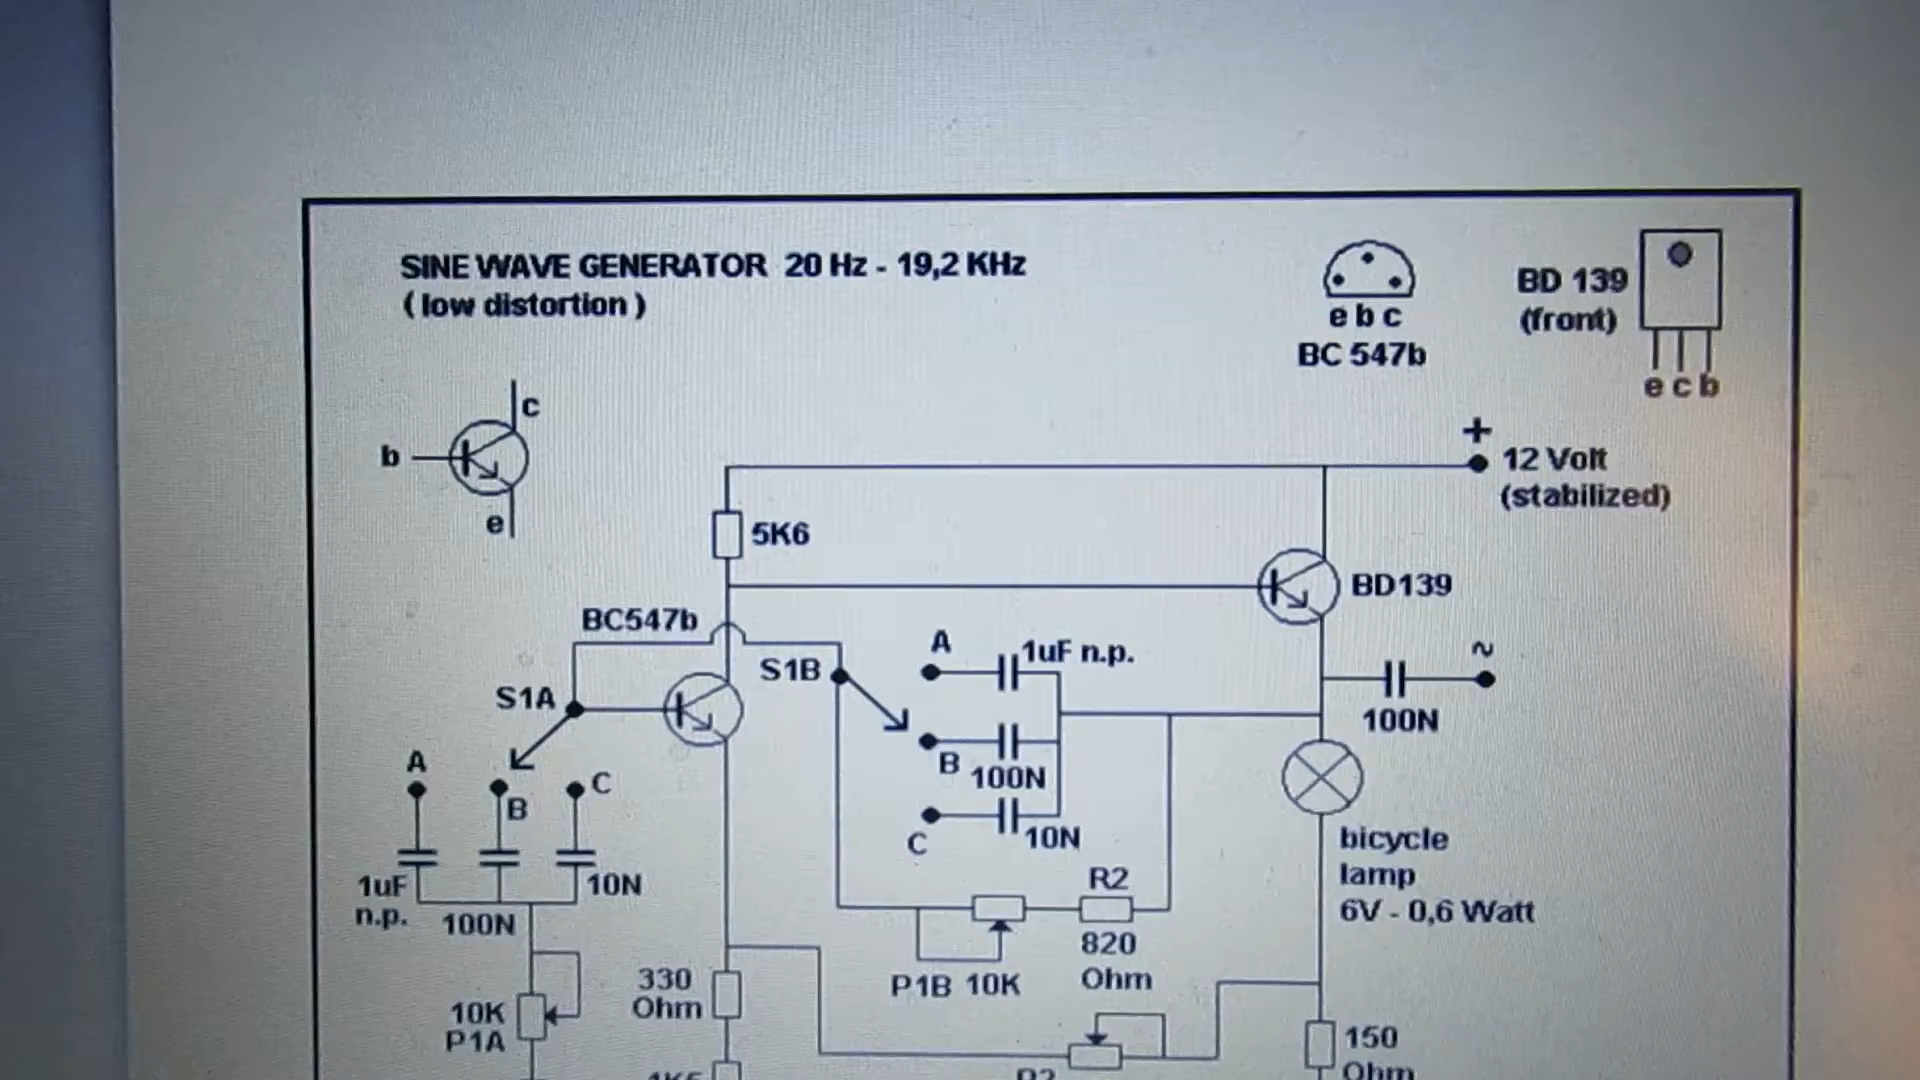 SINE WAVE GENERATOR 20 Hz - 19,2 KHz
( low distortion )
e b c
BC 547b
BD 139
(front)
e c b
c
b
e
+
12 Volt
(stabilized)
5K6
BD139
BC547b
S1A
S1B
A
1uF n.p.
~
100N
B
100N
C
10N
A
B
C
1uF
n.p.
100N
10N
bicycle
lamp
6V - 0,6 Watt
R2
820
Ohm
P1B 10K
330
Ohm
10K
P1A
150
Ohm